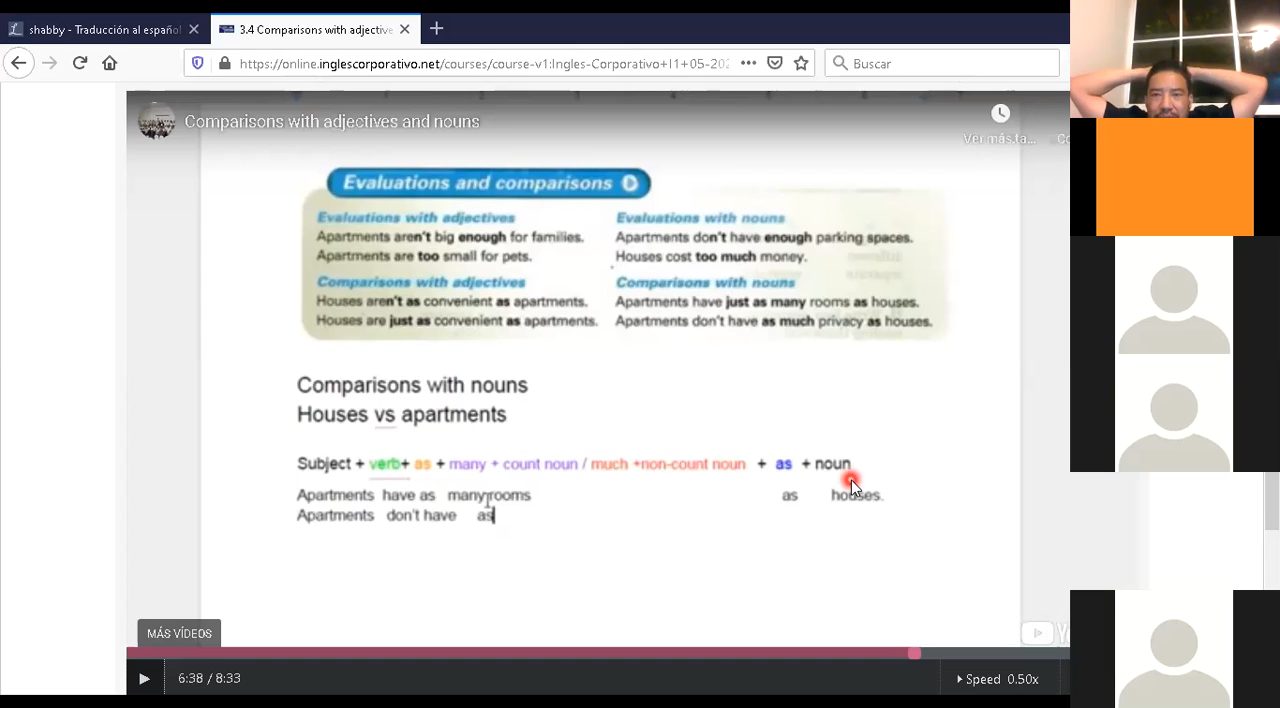 shabby - Traducción al español
3.4 Comparisons with adjective
https://online.inglescorporativo.net/courses/course-v1:Ingles-Corporativo+I1+05-202
Buscar
Comparisons with adjectives and nouns
Ver más ta...
Evaluations and comparisons
Evaluations with adjectives
Apartments aren't big enough for families.
Apartments are too small for pets.
Comparisons with adjectives
Houses aren't as convenient as apartments.
Houses are just as convenient as apartments.
Evaluations with nouns
Apartments don't have enough parking spaces.
Houses cost too much money.
Comparisons with nouns
Apartments have just as many rooms as houses.
Apartments don't have as much privacy as houses.
Comparisons with nouns
Houses vs apartments
Subject + verb+ as + many + count noun / much +non-count noun + as + noun
Apartments have as many rooms as houses.
Apartments don't have as
MÁS VÍDEOS
6:38 / 8:33
Speed 0.50x